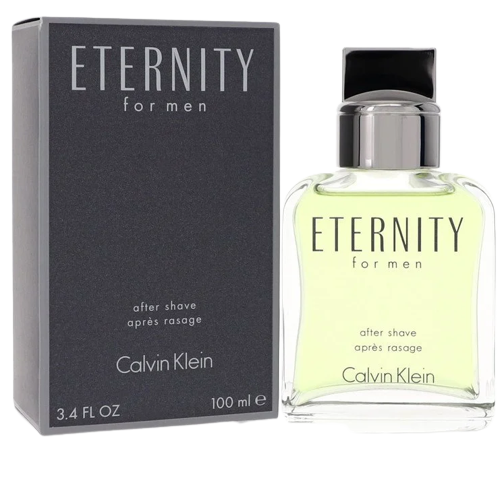 ETERNITY
for men
after shave
après rasage
Calvin Klein
3.4 FL OZ 100 ml ℮
ETERNITY
for men
after shave
après rasage
Calvin Klein